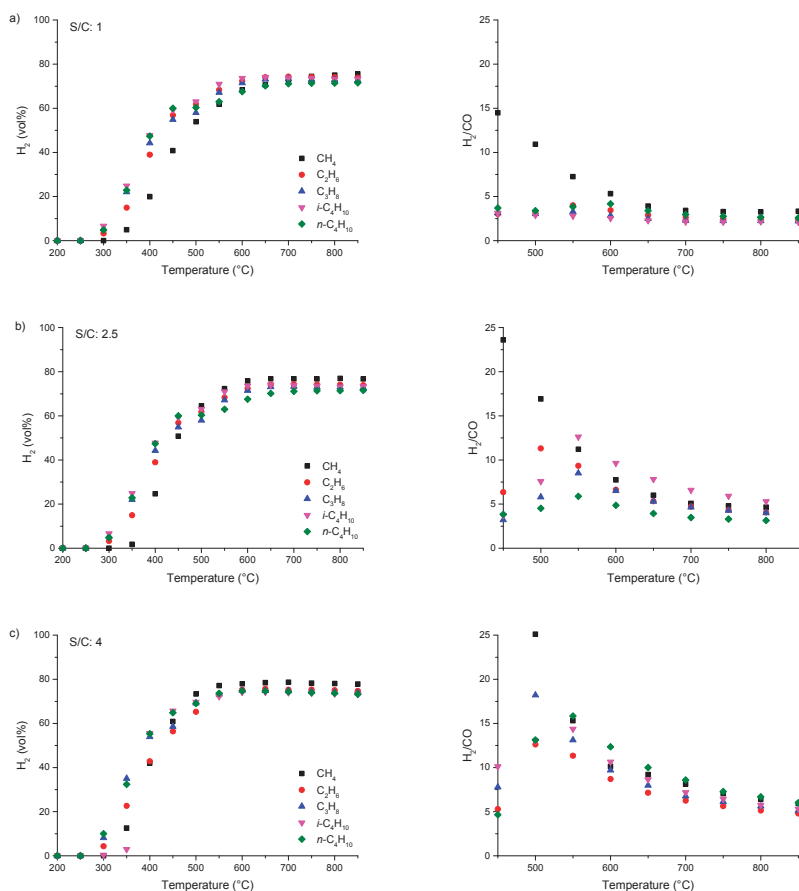 a)
S/C: 1
100
80
60
40
20
0
H₂ (vol%)
CH₄
C₂H₆
C₃H₈
i-C₄H₁₀
n-C₄H₁₀
200 300 400 500 600 700 800
Temperature (°C)
25
20
15
10
5
0
H₂/CO
500 600 700 800
Temperature (°C)
b)
S/C: 2.5
100
80
60
40
20
0
H₂ (vol%)
CH₄
C₂H₆
C₃H₈
i-C₄H₁₀
n-C₄H₁₀
200 300 400 500 600 700 800
Temperature (°C)
25
20
15
10
5
0
H₂/CO
500 600 700 800
Temperature (°C)
c)
S/C: 4
100
80
60
40
20
0
H₂ (vol%)
CH₄
C₂H₆
C₃H₈
i-C₄H₁₀
n-C₄H₁₀
200 300 400 500 600 700 800
Temperature (°C)
25
20
15
10
5
0
H₂/CO
500 600 700 800
Temperature (°C)